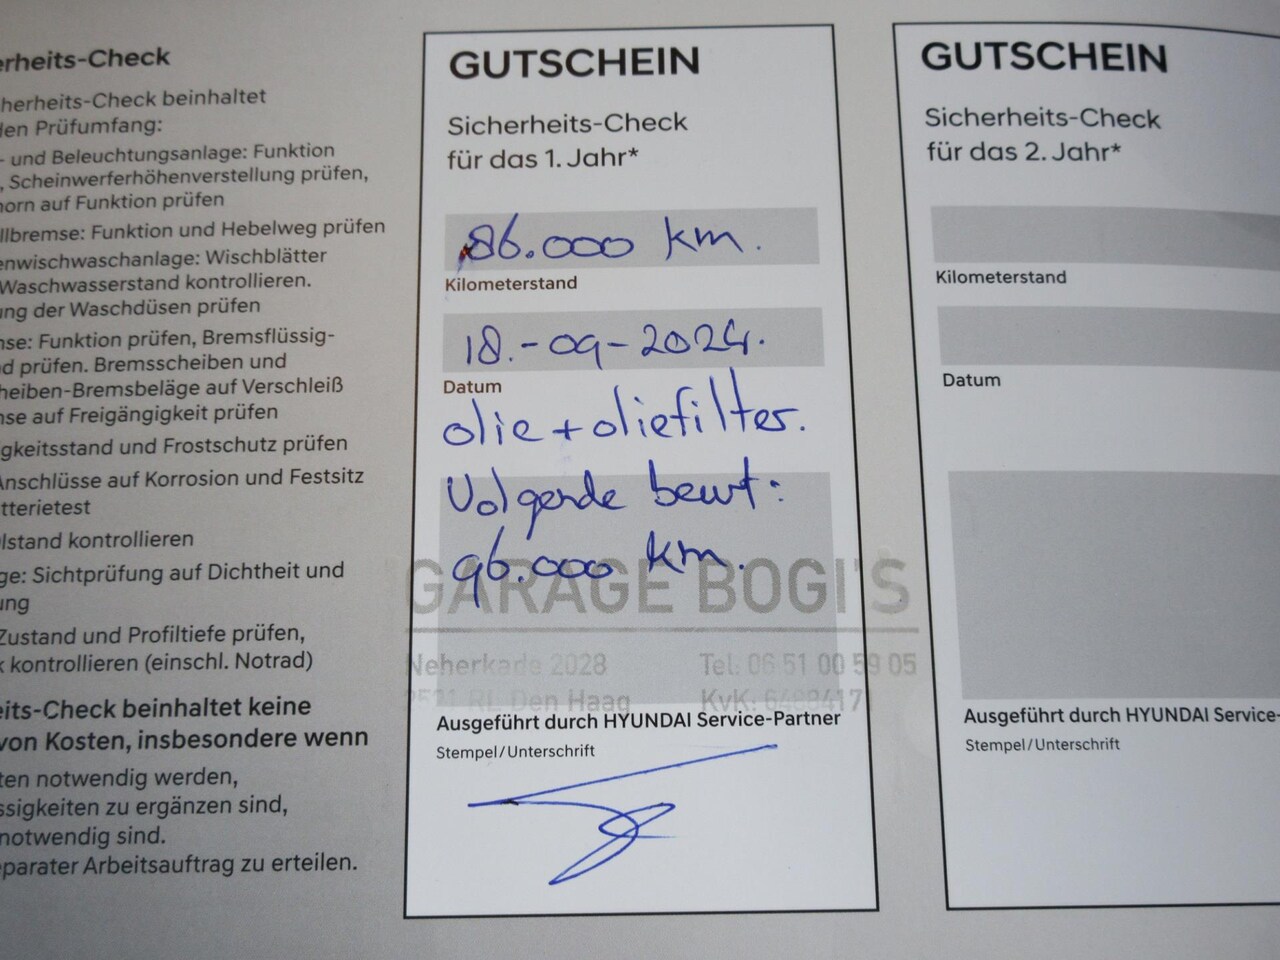 erheits-Check
herheits-Check beinhaltet
len Prüfumfang:
- und Beleuchtungsanlage: Funktion
, Scheinwerferhöhenverstellung prüfen,
horn auf Funktion prüfen
llbremse: Funktion und Hebelweg prüfen
enwischwaschanlage: Wischblätter
Waschwasserstand kontrollieren.
ung der Waschdüsen prüfen
nse: Funktion prüfen, Bremsflüssig-
d prüfen. Bremsscheiben und
heiben-Bremsbeläge auf Verschleiß
nse auf Freigängigkeit prüfen
gkeitsstand und Frostschutz prüfen
Anschlüsse auf Korrosion und Festsitz
tterietest
lstand kontrollieren
ge: Sichtprüfung auf Dichtheit und
ung
Zustand und Profiltiefe prüfen,
k kontrollieren (einschl. Notrad)
eits-Check beinhaltet keine
von Kosten, insbesondere wenn
ten notwendig werden,
ssigkeiten zu ergänzen sind,
notwendig sind.
eparater Arbeitsauftrag zu erteilen.
GUTSCHEIN
Sicherheits-Check
für das 1. Jahr*
86.000 km.
Kilometerstand
18.-09-2024.
Datum
olie + oliefilter.
Volgende beurt:
96.000 km.
GARAGE BOGI'S
Neherkade 2028 Tel: 06 51 00 59 05
RL Den Haag KvK:
Ausgeführt durch HYUNDAI Service-Partner
Stempel/Unterschrift
GUTSCHEIN
Sicherheits-Check
für das 2. Jahr*
Kilometerstand
Datum
Ausgeführt durch HYUNDAI Service-
Stempel/Unterschrift